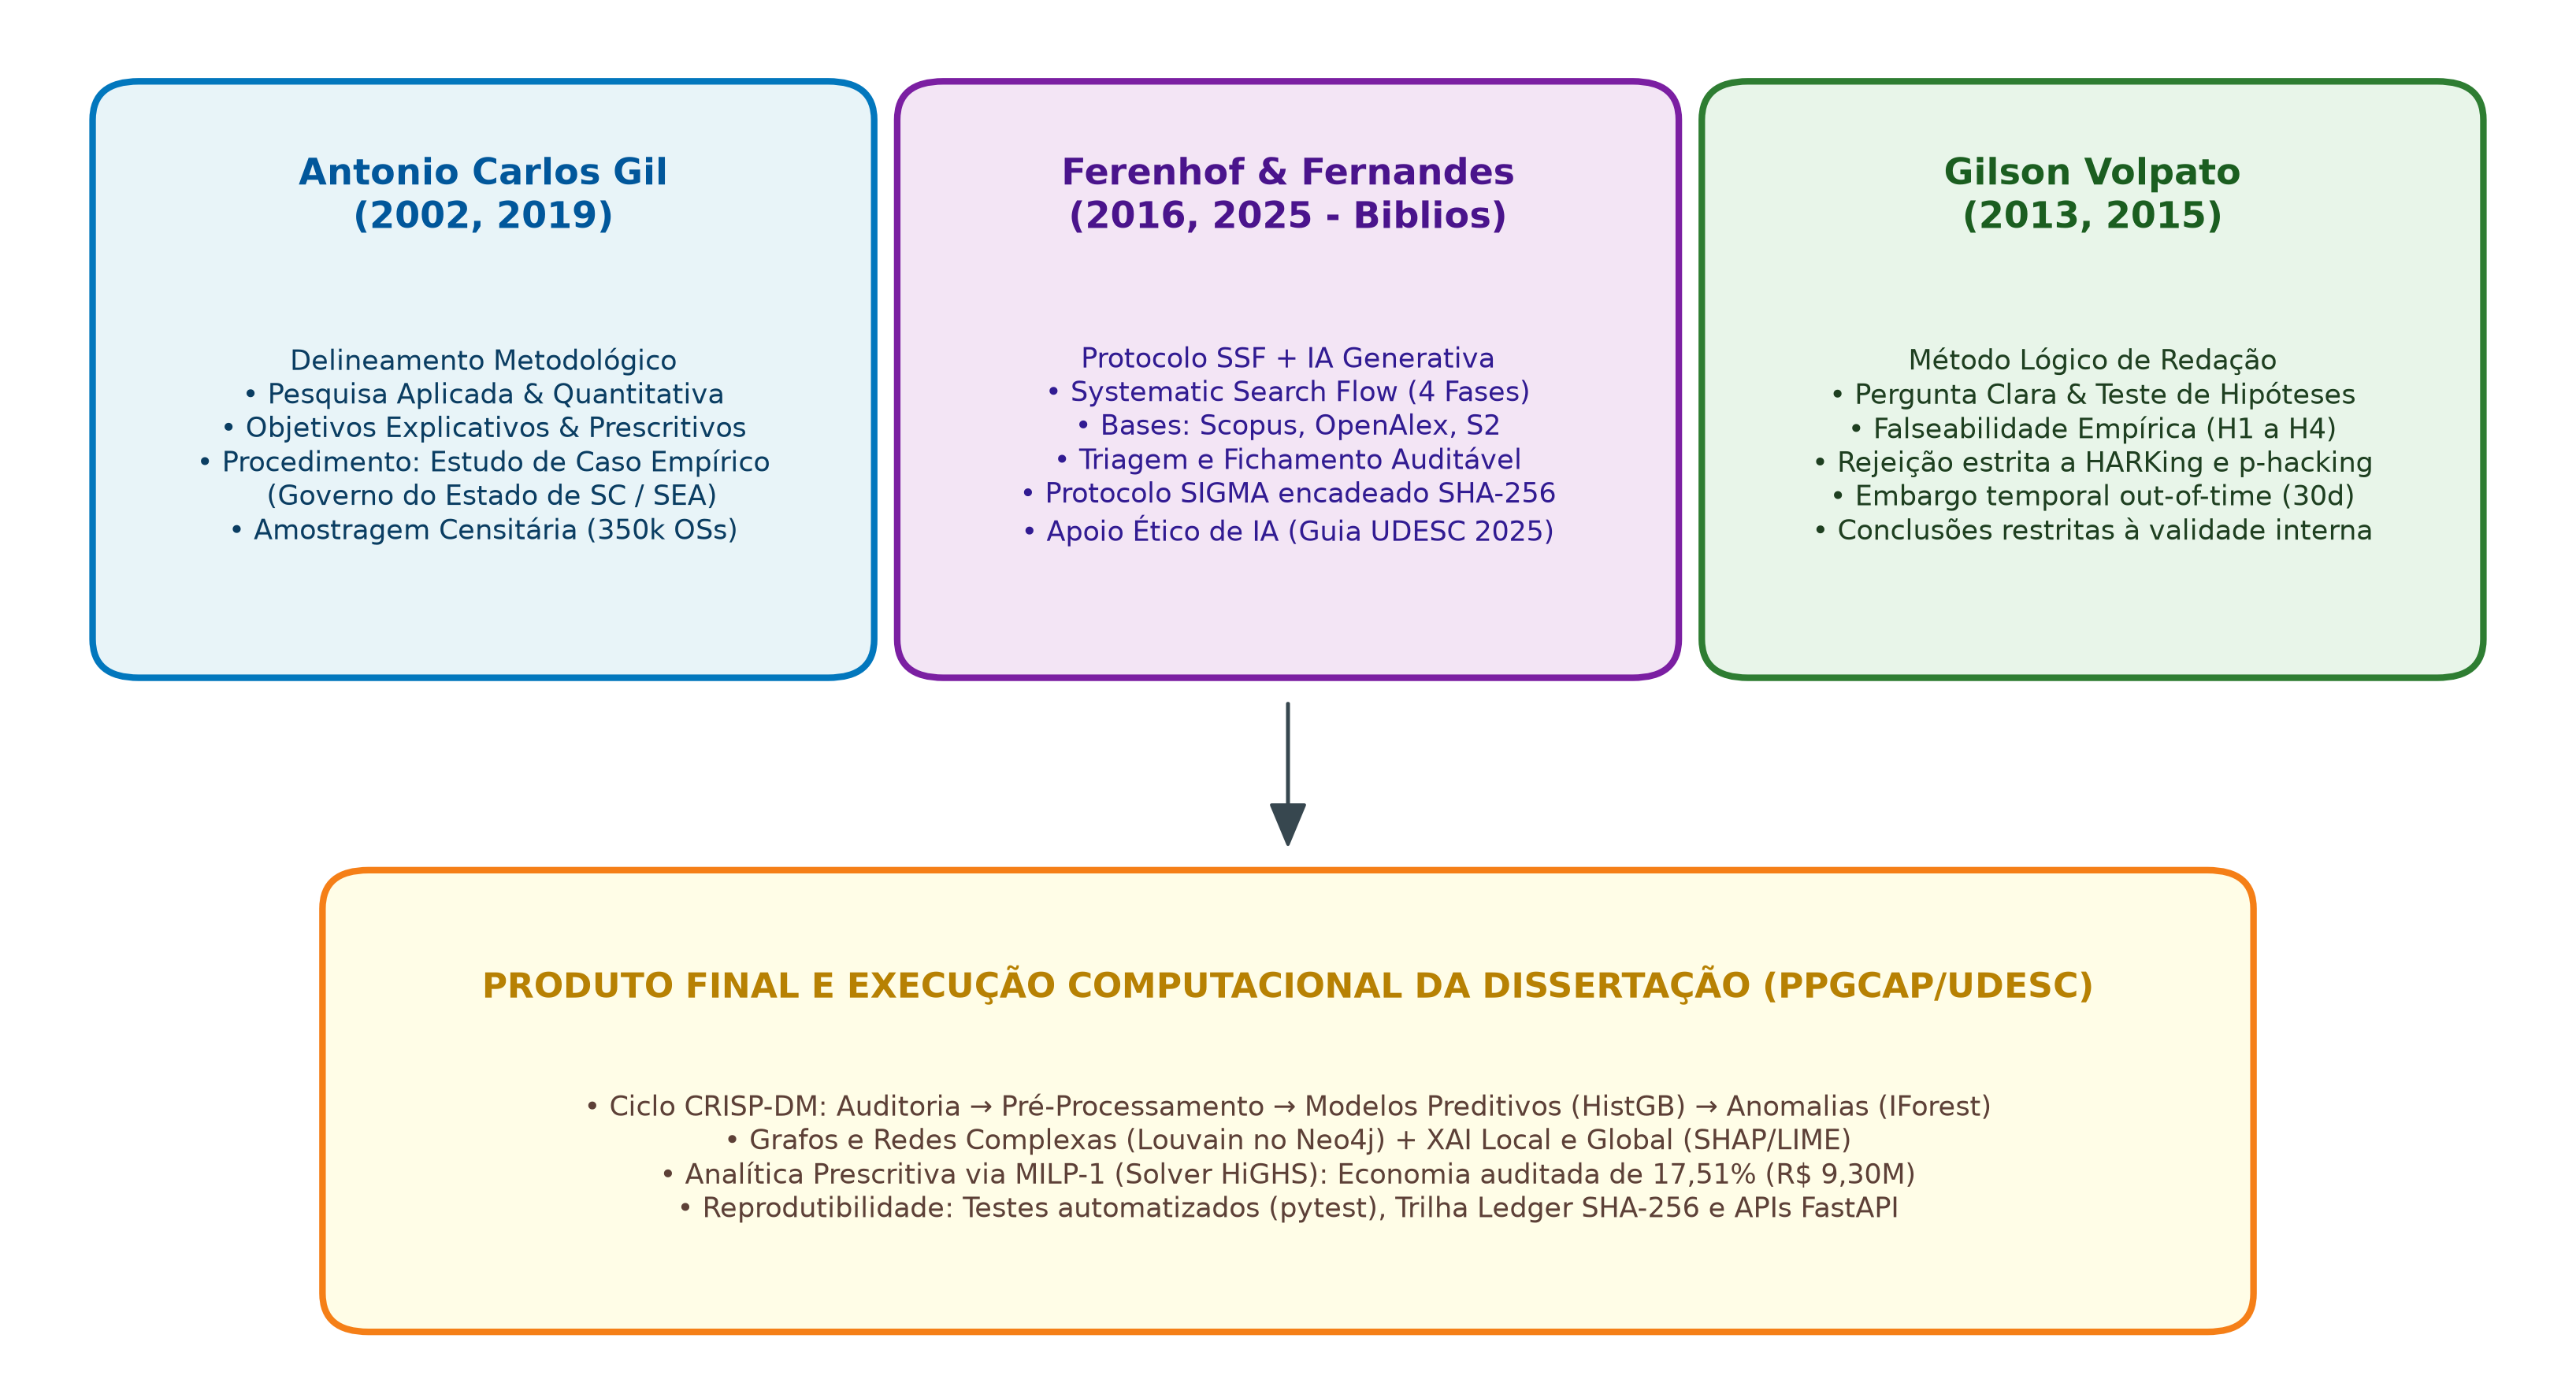 Antonio Carlos Gil
(2002, 2019)
Delineamento Metodológico
• Pesquisa Aplicada & Quantitativa
• Objetivos Explicativos & Prescritivos
• Procedimento: Estudo de Caso Empírico
(Governo do Estado de SC / SEA)
• Amostragem Censitária (350k OSs)
Ferenhof & Fernandes
(2016, 2025 - Biblios)
Protocolo SSF + IA Generativa
• Systematic Search Flow (4 Fases)
• Bases: Scopus, OpenAlex, S2
• Triagem e Fichamento Auditável
• Protocolo SIGMA encadeado SHA-256
• Apoio Ético de IA (Guia UDESC 2025)
Gilson Volpato
(2013, 2015)
Método Lógico de Redação
• Pergunta Clara & Teste de Hipóteses
• Falseabilidade Empírica (H1 a H4)
• Rejeição estrita a HARKing e p-hacking
• Embargo temporal out-of-time (30d)
• Conclusões restritas à validade interna
PRODUTO FINAL E EXECUÇÃO COMPUTACIONAL DA DISSERTAÇÃO (PPGCAP/UDESC)
• Ciclo CRISP-DM: Auditoria → Pré-Processamento → Modelos Preditivos (HistGB) → Anomalias (IForest)
• Grafos e Redes Complexas (Louvain no Neo4j) + XAI Local e Global (SHAP/LIME)
• Analítica Prescritiva via MILP-1 (Solver HiGHS): Economia auditada de 17,51% (R$ 9,30M)
• Reprodutibilidade: Testes automatizados (pytest), Trilha Ledger SHA-256 e APIs FastAPI